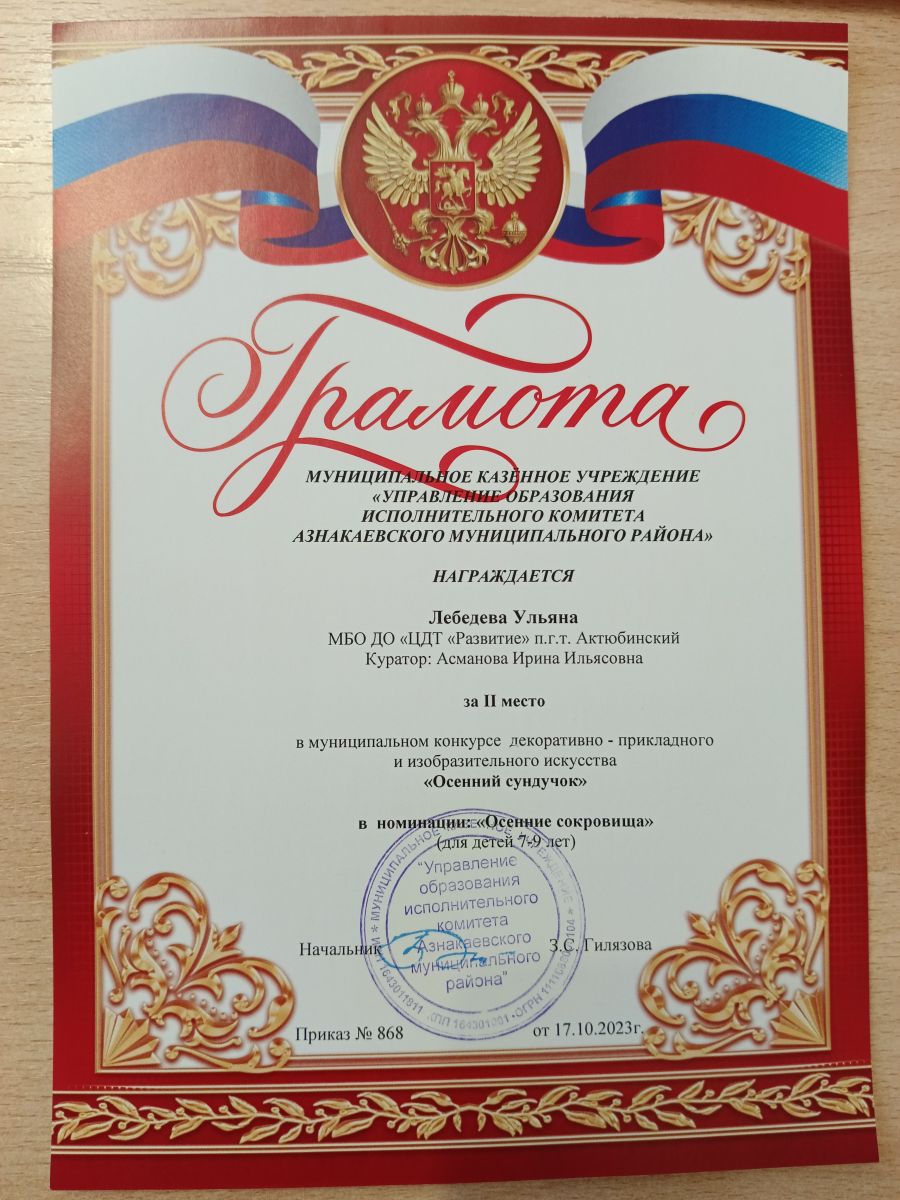 Грамота
МУНИЦИПАЛЬНОЕ КАЗЁННОЕ УЧРЕЖДЕНИЕ
«УПРАВЛЕНИЕ ОБРАЗОВАНИЯ
ИСПОЛНИТЕЛЬНОГО КОМИТЕТА
АЗНАКАЕВСКОГО МУНИЦИПАЛЬНОГО РАЙОНА»
НАГРАЖДАЕТСЯ
Лебедева Ульяна
МБО ДО «ЦДТ «Развитие» п.г.т. Актюбинский
Куратор: Асманова Ирина Ильясовна
за II место
в муниципальном конкурсе декоративно - прикладного
и изобразительного искусства
«Осенний сундучок»
в номинации: «Осенние сокровища»
(для детей 7-9 лет)
МУНИЦИПАЛЬНОЕ КАЗЕННОЕ УЧРЕЖДЕНИЕ
"Управление
образования
исполнительного
комитета
Азнакаевского
муниципального
района"
Начальник З.С. Гилязова
Приказ № 868 от 17.10.2023г.